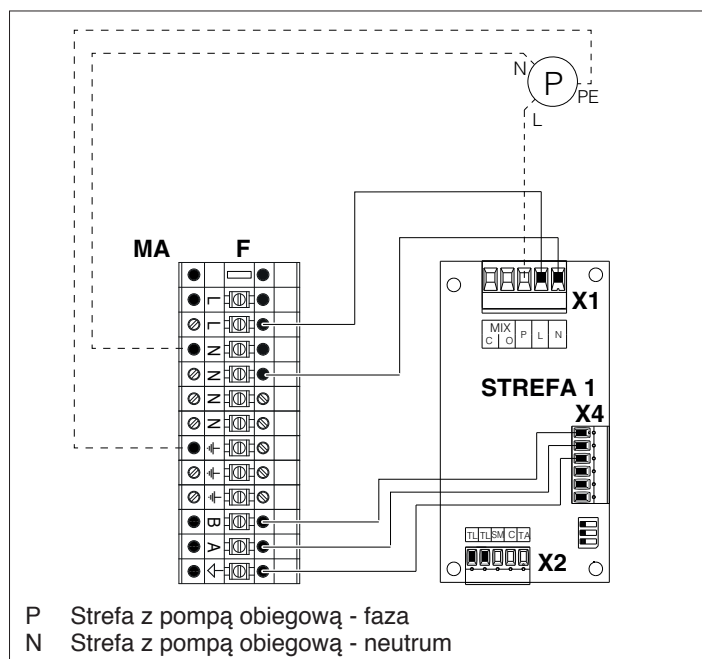 N
P
PE
L
MA F
L
L
N
N
N
N
B
A
X1
MIX
C O P L N
STREFA 1
X4
TL TL SM C TA
X2
P Strefa z pompą obiegową - faza
N Strefa z pompą obiegową - neutrum